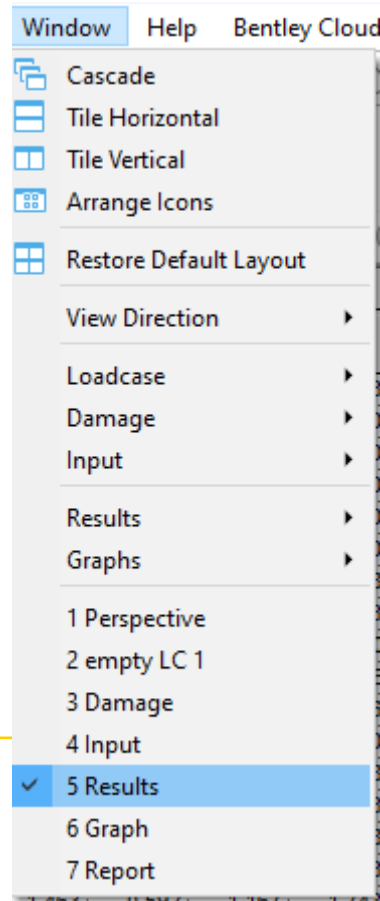 Window Help Bentley Cloud
Cascade
Tile Horizontal
Tile Vertical
Arrange Icons
Restore Default Layout
View Direction
Loadcase
Damage
Input
Results
Graphs
1 Perspective
2 empty LC 1
3 Damage
4 Input
5 Results
6 Graph
7 Report